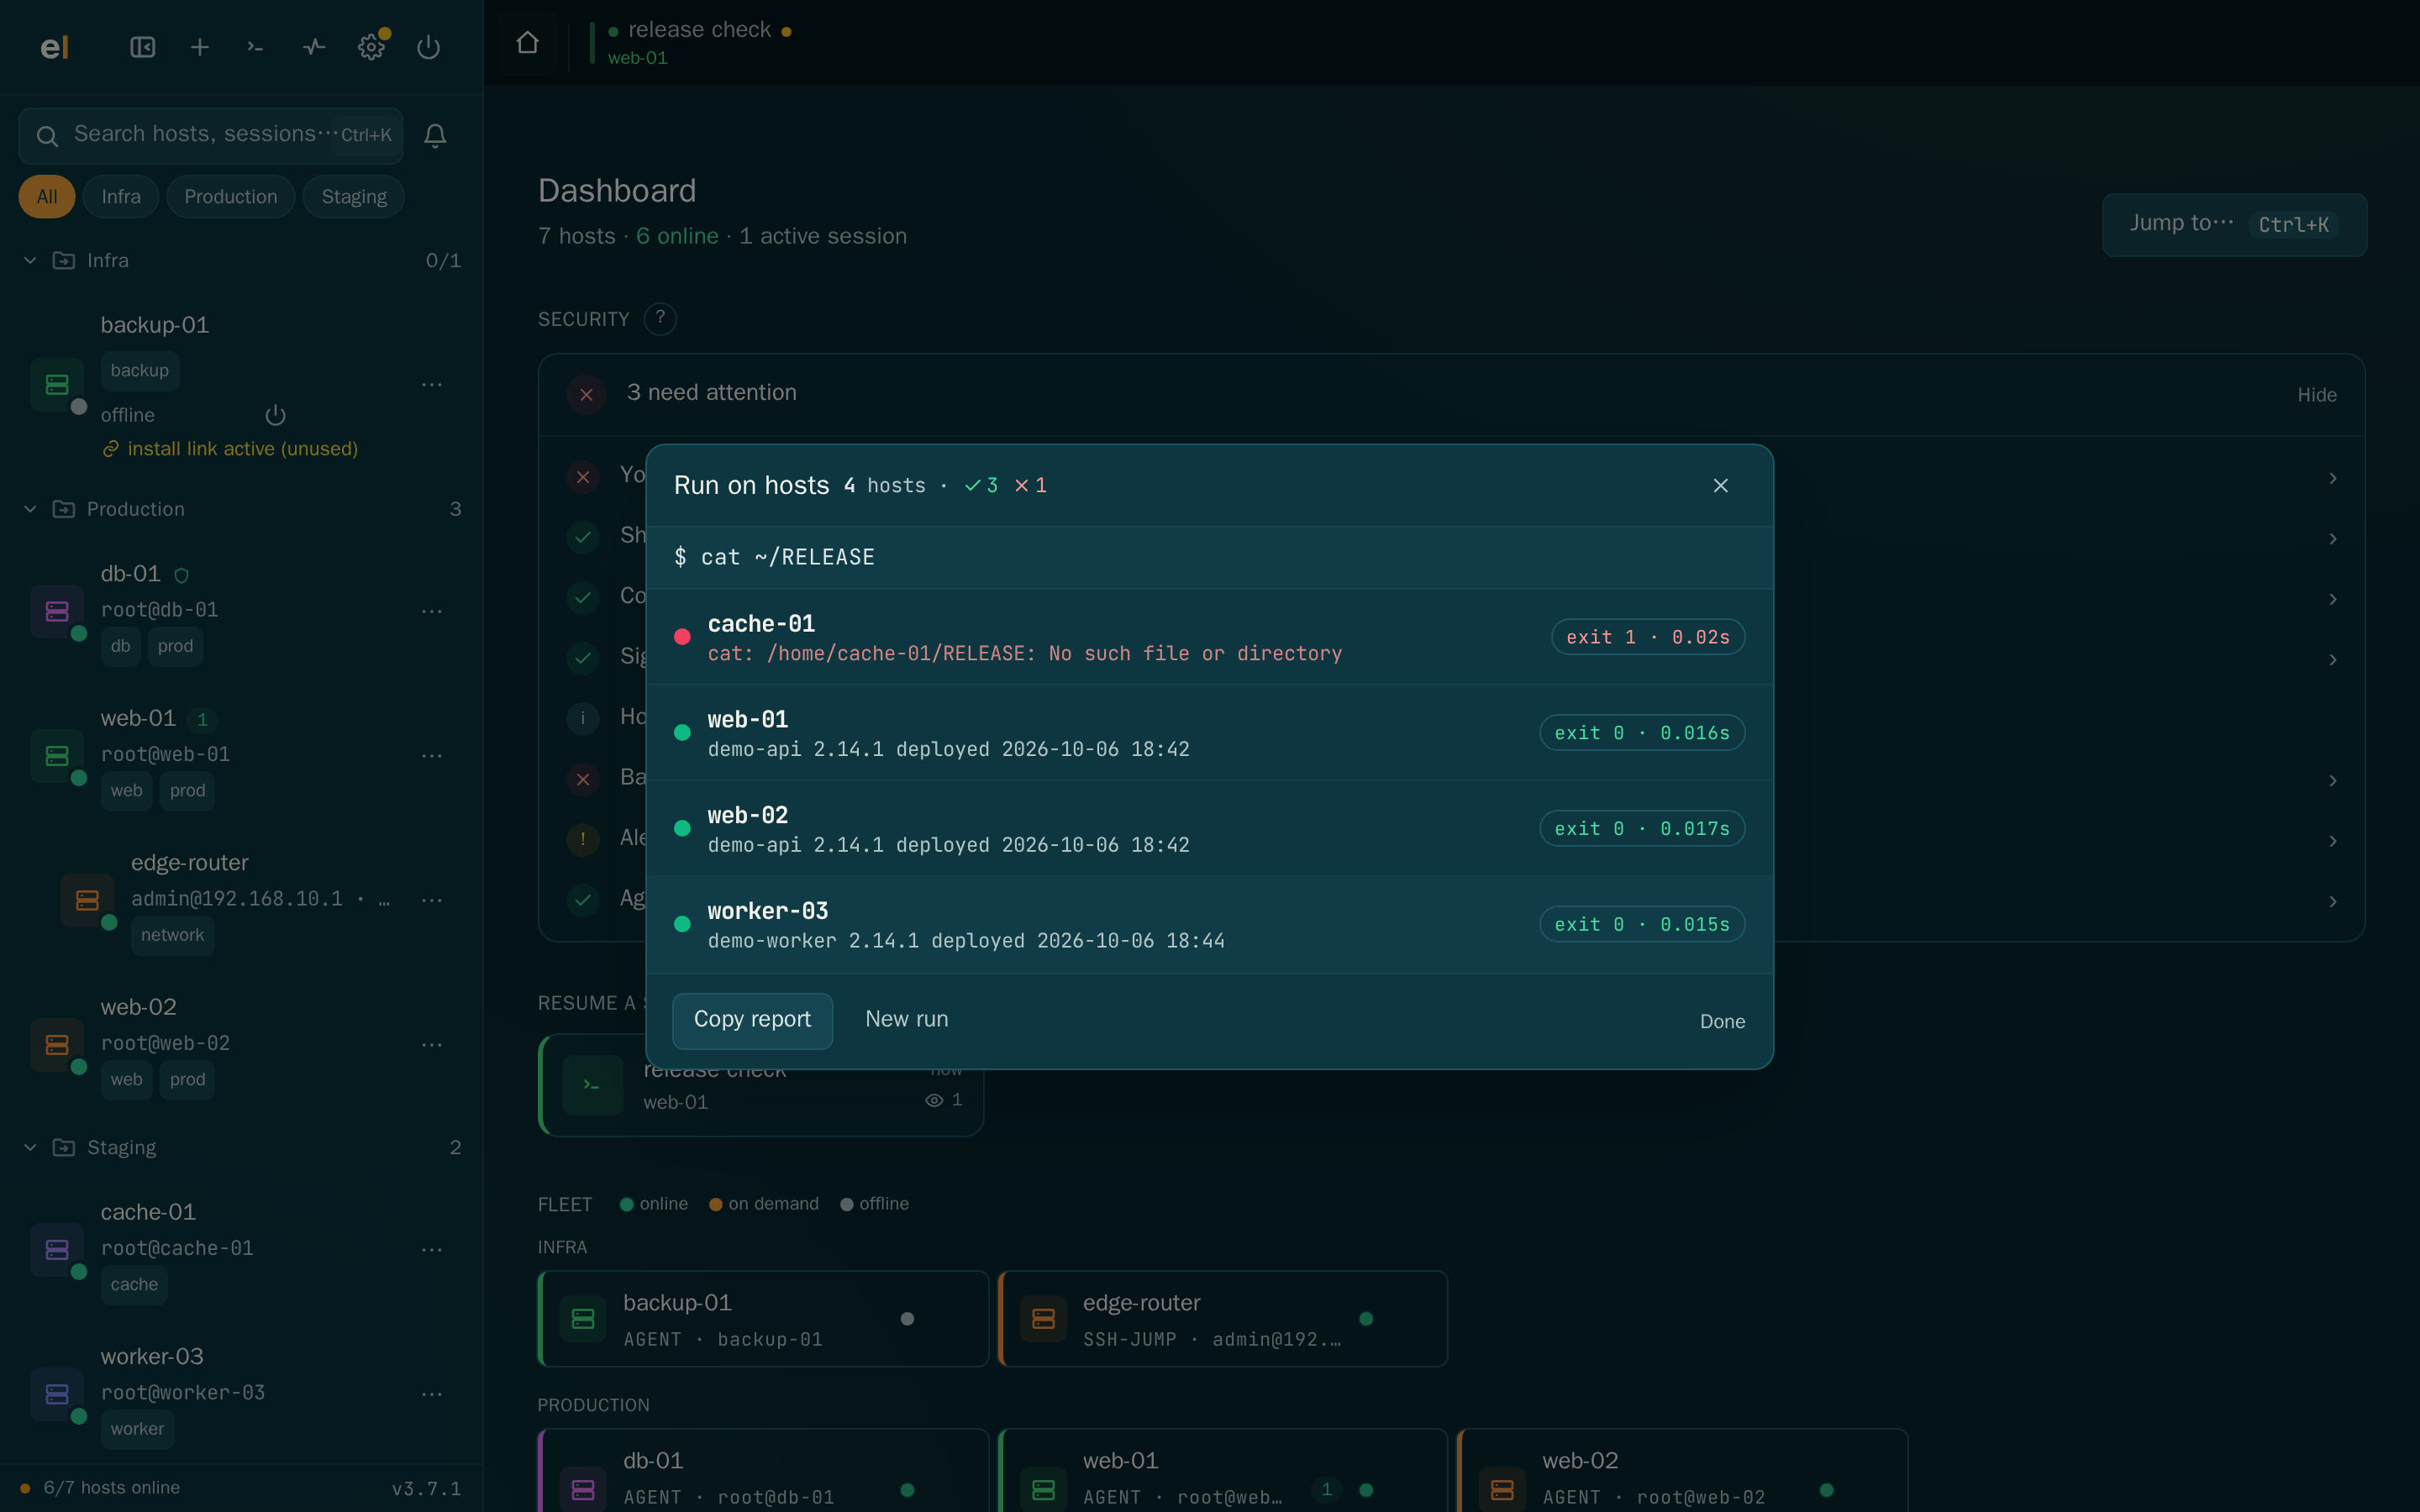 el
Search hosts, sessions… Ctrl+K
All Infra Production Staging
Infra 0/1
backup-01
backup
offline
install link active (unused)
Production 3
db-01
root@db-01
db prod
web-01 1
root@web-01
web prod
edge-router
admin@192.168.10.1 · …
network
web-02
root@web-02
web prod
Staging 2
cache-01
root@cache-01
cache
worker-03
root@worker-03
worker
6/7 hosts online v3.7.1
release check
web-01
Dashboard
7 hosts · 6 online · 1 active session
Jump to… Ctrl+K
SECURITY ?
3 need attention Hide
Run on hosts 4 hosts · 3 1
$ cat ~/RELEASE
cache-01
cat: /home/cache-01/RELEASE: No such file or directory
exit 1 · 0.02s
web-01
demo-api 2.14.1 deployed 2026-10-06 18:42
exit 0 · 0.016s
web-02
demo-api 2.14.1 deployed 2026-10-06 18:42
exit 0 · 0.017s
worker-03
demo-worker 2.14.1 deployed 2026-10-06 18:44
exit 0 · 0.015s
Copy report New run Done
RESUME A
release check now
web-01 1
FLEET online on demand offline
INFRA
backup-01
AGENT · backup-01
edge-router
SSH-JUMP · admin@192.…
PRODUCTION
db-01
AGENT · root@db-01
web-01
AGENT · root@web… 1
web-02
AGENT · root@web-02